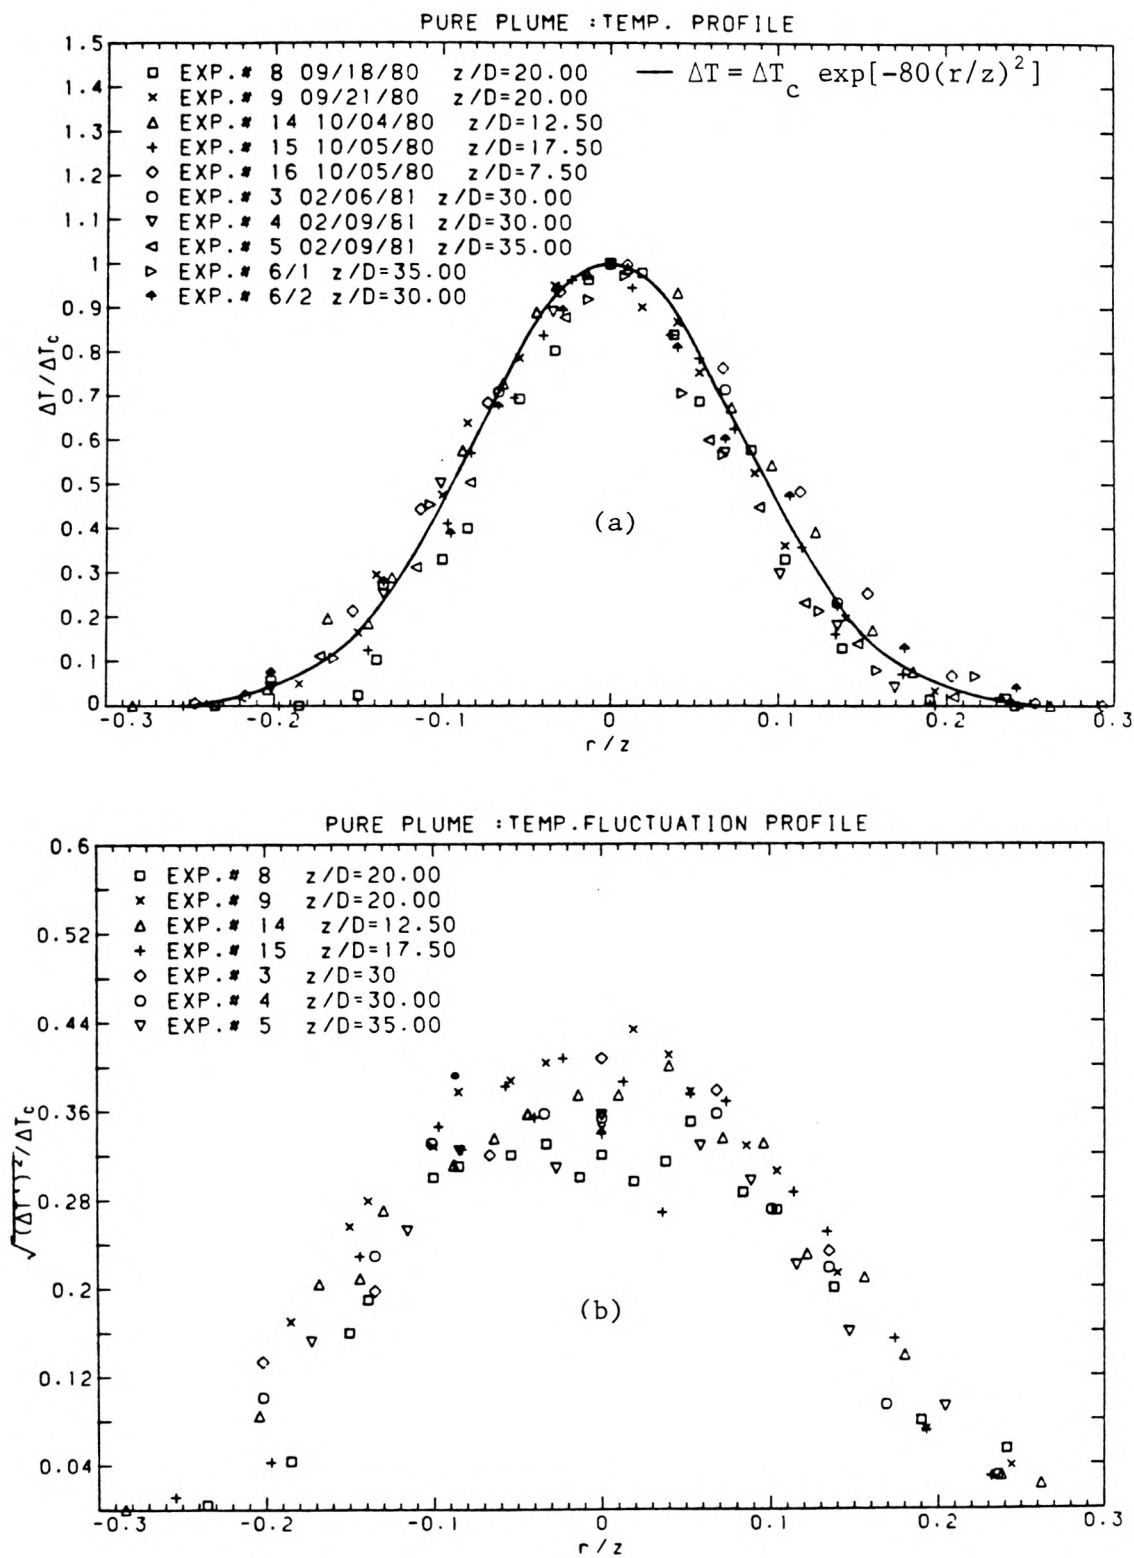 PURE PLUME :TEMP. PROFILE
EXP.# 8 09/18/80 z/D=20.00
EXP.# 9 09/21/80 z/D=20.00
EXP.# 14 10/04/80 z/D=12.50
EXP.# 15 10/05/80 z/D=17.50
EXP.# 16 10/05/80 z/D=7.50
EXP.# 3 02/06/81 z/D=30.00
EXP.# 4 02/09/81 z/D=30.00
EXP.# 5 02/09/81 z/D=35.00
EXP.# 6/1 z/D=35.00
EXP.# 6/2 z/D=30.00
ΔT = ΔT_c exp[-80(r/z)²]
1.5
1.4
1.3
1.2
1.1
1
0.9
0.8
0.7
0.6
0.5
0.4
0.3
0.2
0.1
0
ΔT/ΔTc
(a)
-0.3 -0.2 -0.1 0 0.1 0.2 0.3
r/z
PURE PLUME :TEMP.FLUCTUATION PROFILE
EXP.# 8 z/D=20.00
EXP.# 9 z/D=20.00
EXP.# 14 z/D=12.50
EXP.# 15 z/D=17.50
EXP.# 3 z/D=30
EXP.# 4 z/D=30.00
EXP.# 5 z/D=35.00
0.6
0.52
0.44
0.36
0.28
0.2
0.12
0.04
√(ΔT')²/ΔTc
(b)
-0.3 -0.2 -0.1 0 0.1 0.2 0.3
r/z